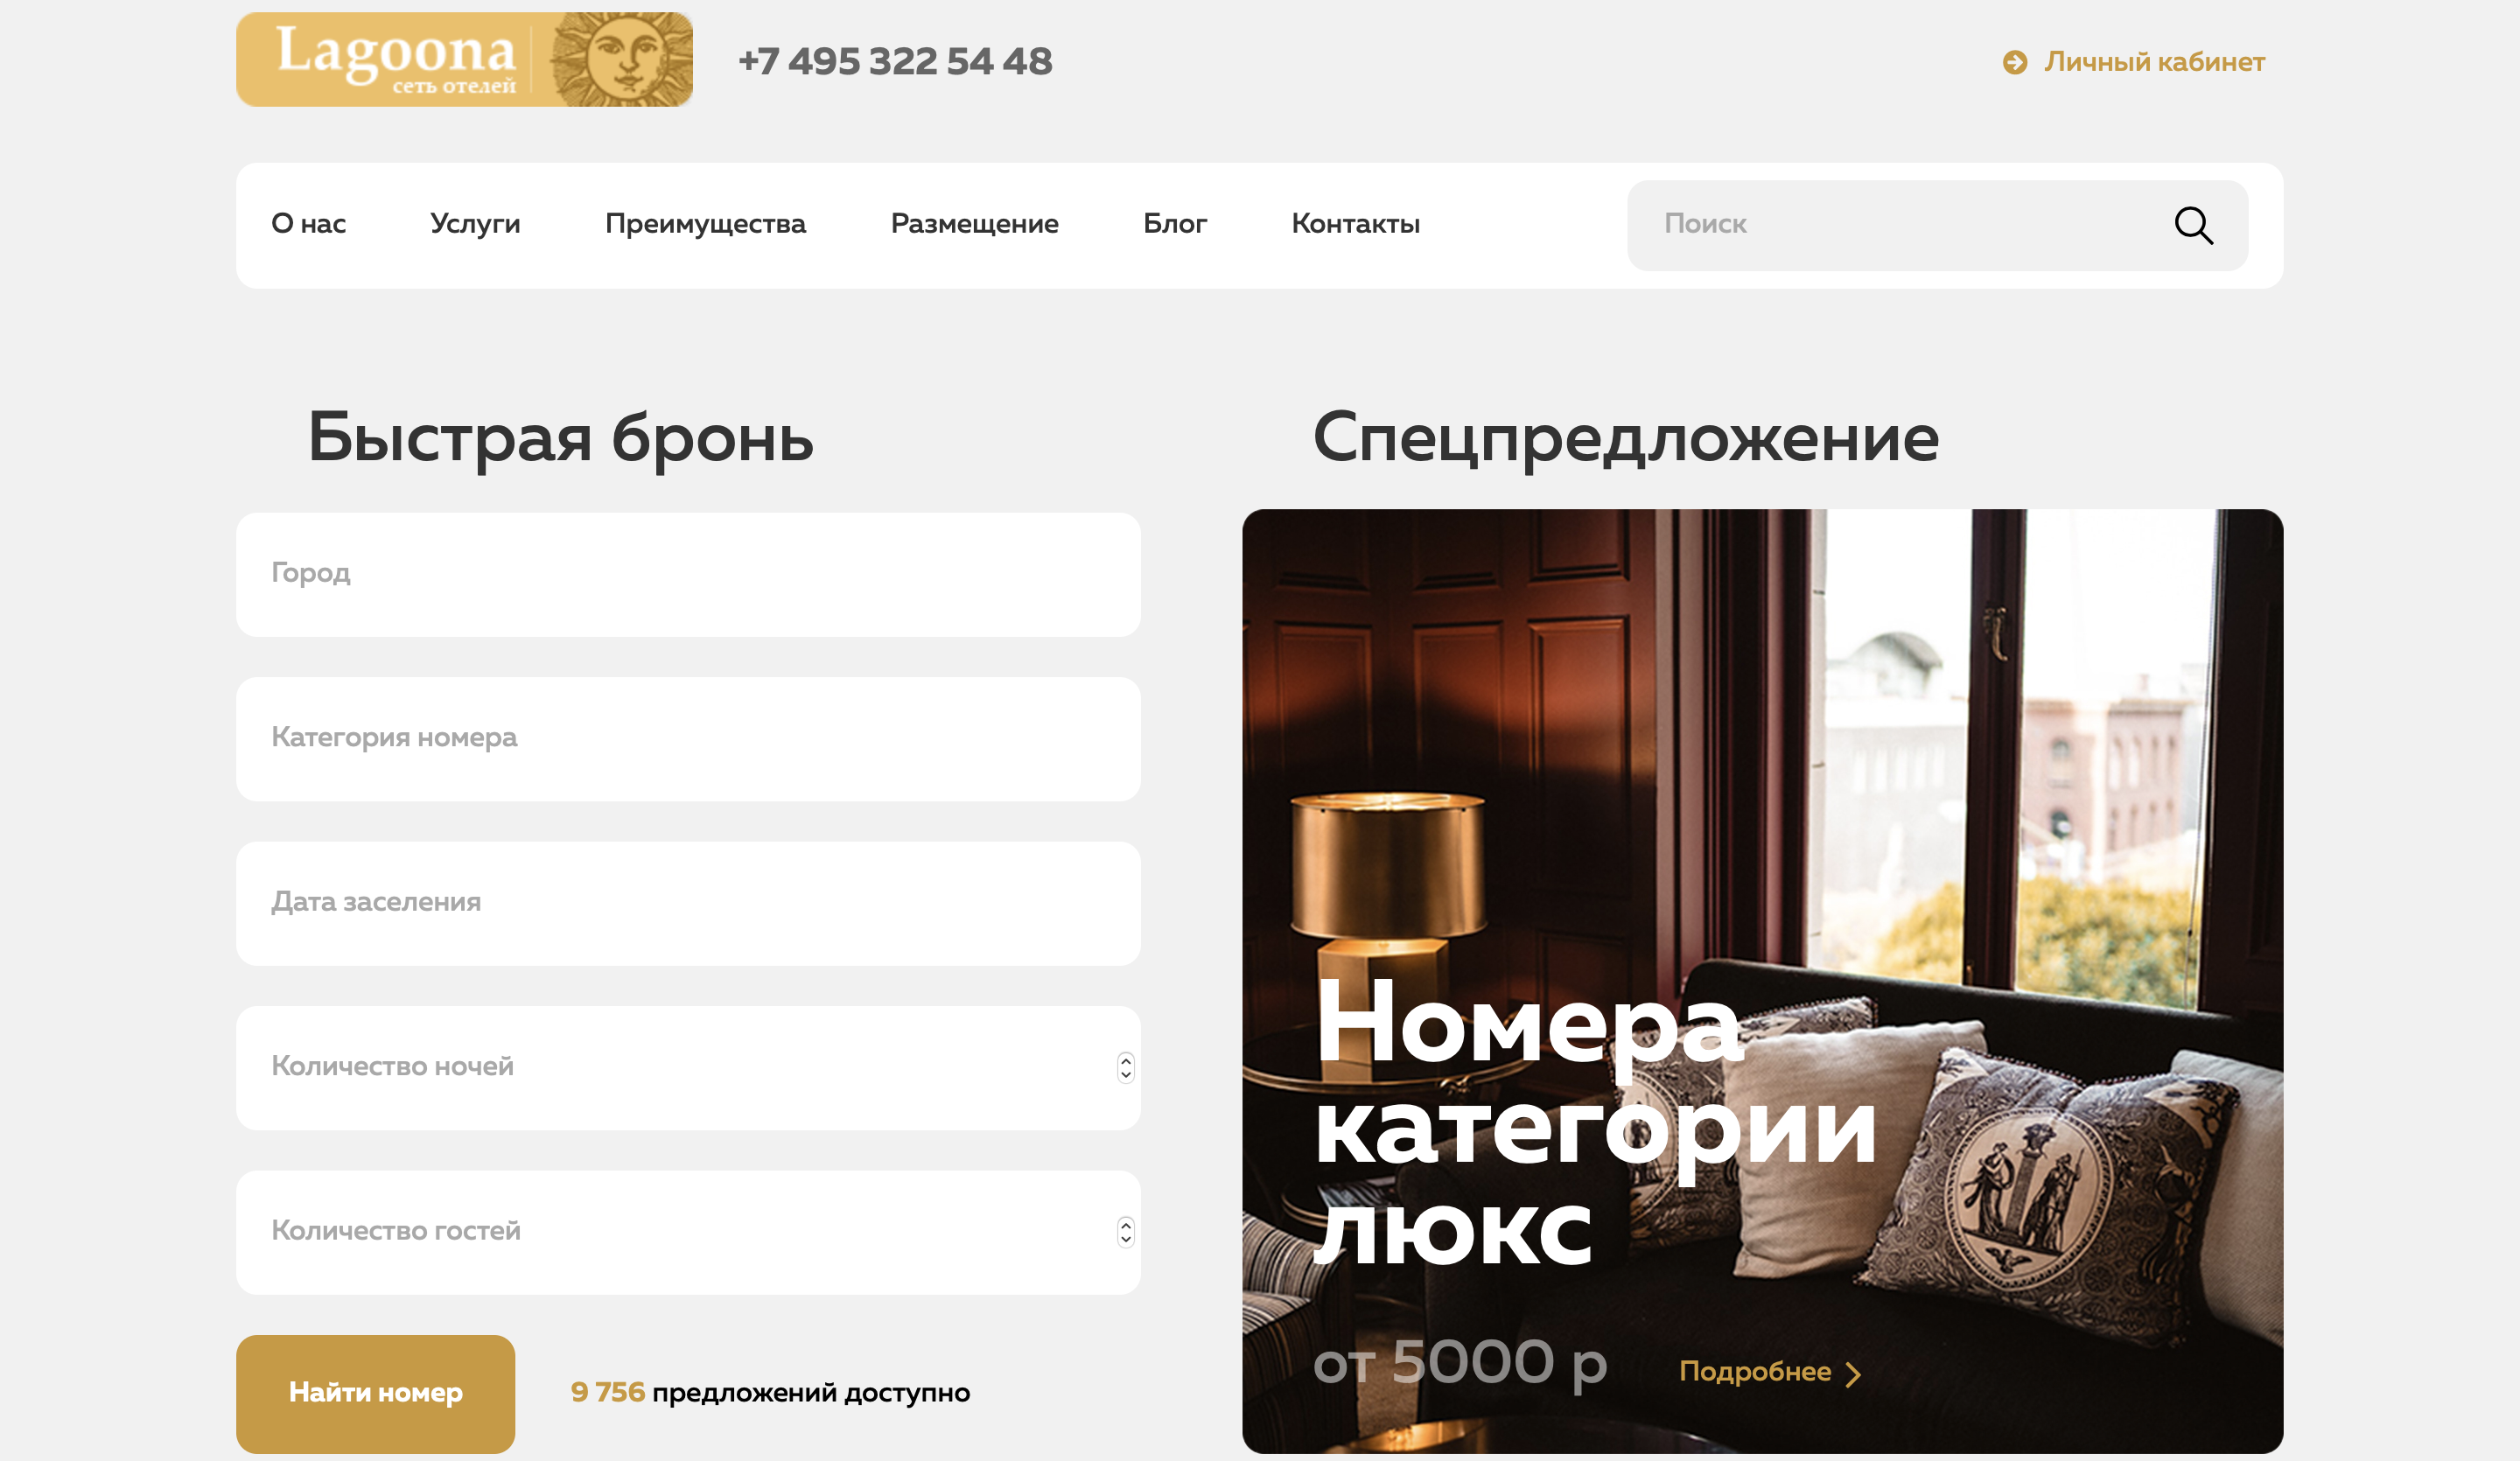 Lagoona
сеть отелей
+7 495 322 54 48
Личный кабинет
О нас
Услуги
Преимущества
Размещение
Блог
Контакты
Поиск
Быстрая бронь
Город
Категория номера
Дата заселения
Количество ночей
Количество гостей
Найти номер
9 756 предложений доступно
Спецпредложение
Номера
категории
люкс
от 5000 р
Подробнее